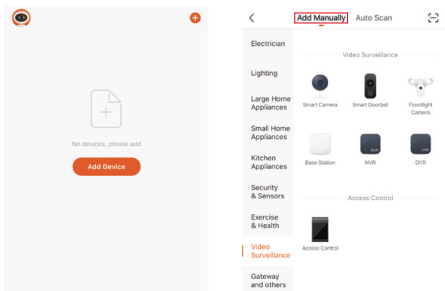 No devices, please add
Add Device
Add Manually
Auto Scan
Electrician
Lighting
Large Home
Appliances
Small Home
Appliances
Kitchen
Appliances
Security
& Sensors
Exercise
& Health
Video
Surveillance
Gateway
and others
Video Surveillance
Smart Camera
Smart Doorbell
Floodlight
Camera
Base Station
NVR
DVR
Access Control
Access Control